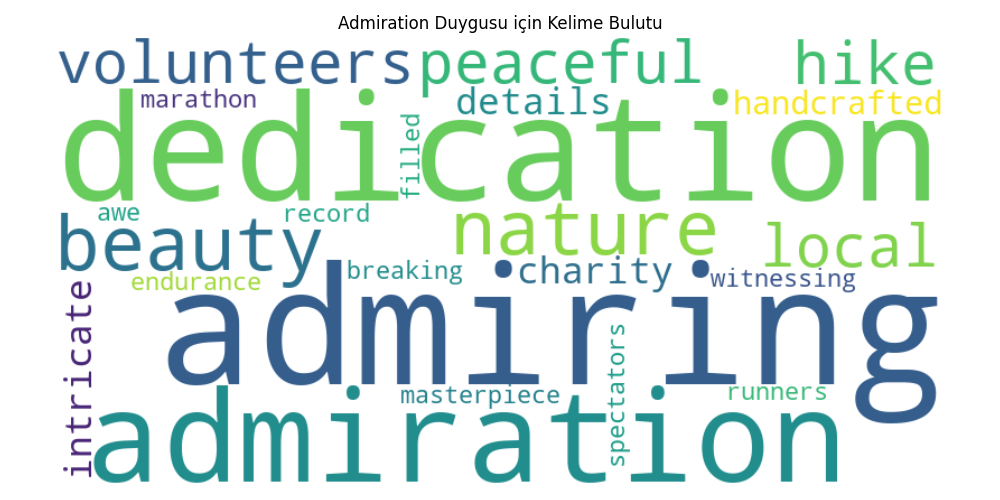 Admiration Duygusu için Kelime Bulutu
volunteers peaceful hike
marathon details handcrafted
dedication
filled
awe record nature local
beauty
endurance breaking charity witnessing
intricate
admiring
spectators
masterpiece runners
admiration